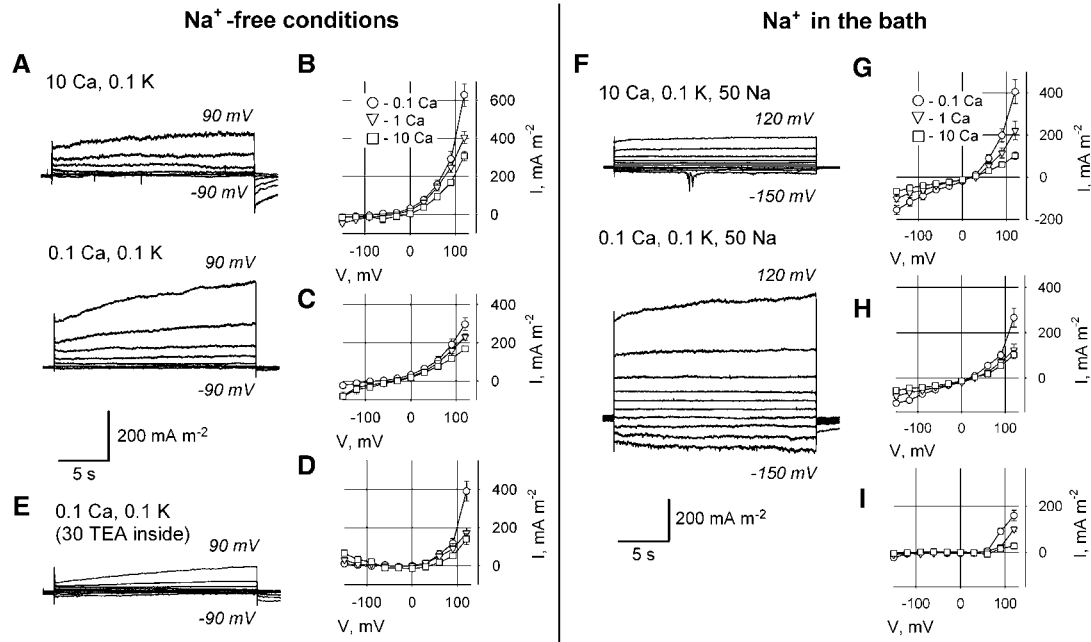 Na+ -free conditions
Na+ in the bath
A
10 Ca, 0.1 K
90 mV
-90 mV
0.1 Ca, 0.1 K
90 mV
-90 mV
200 mA m-2
5 s
E
0.1 Ca, 0.1 K
(30 TEA inside)
90 mV
-90 mV
B
- 0.1 Ca
- 1 Ca
- 10 Ca
600
400
200
0
I, mA m-2
-100 0 100
V, mV
C
400
200
0
I, mA m-2
-100 0 100
V, mV
D
400
200
0
I, mA m-2
-100 0 100
V, mV
F
10 Ca, 0.1 K, 50 Na
120 mV
-150 mV
0.1 Ca, 0.1 K, 50 Na
120 mV
-150 mV
200 mA m-2
5 s
G
- 0.1 Ca
- 1 Ca
- 10 Ca
400
200
0
-200
I, mA m-2
-100 0 100
V, mV
H
400
200
0
I, mA m-2
-100 0 100
V, mV
I
200
0
I, mA m-2
-100 0 100
V, mV